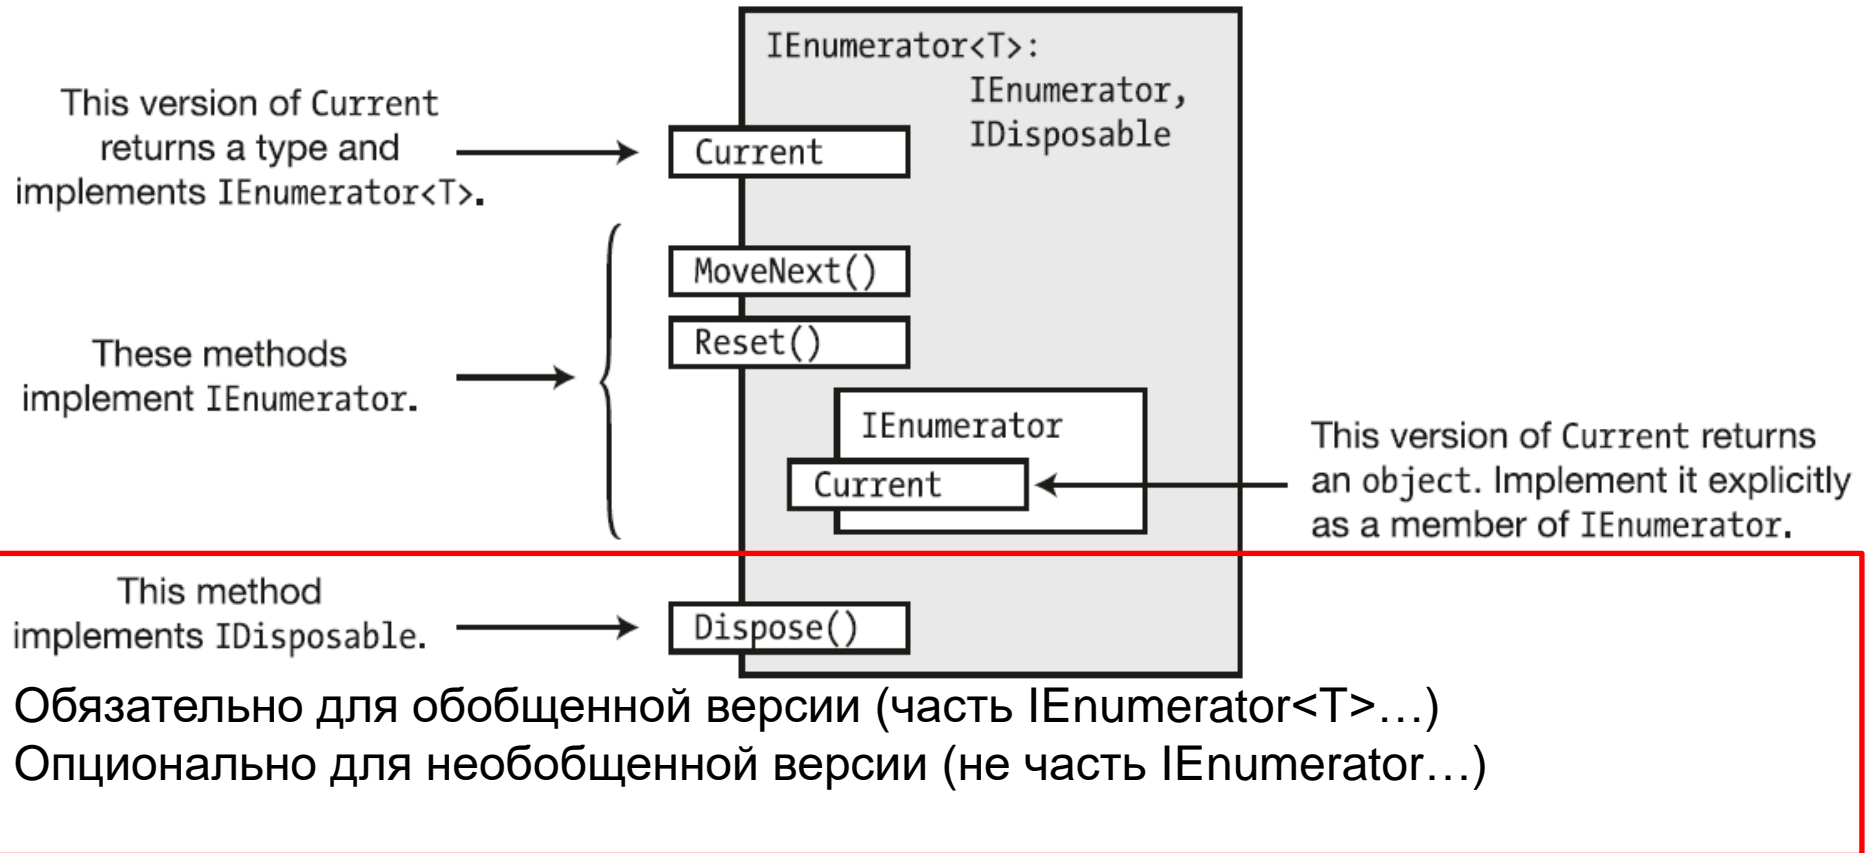 IEnumerator<T>:
IEnumerator,
IDisposable
This version of Current
returns a type and
implements IEnumerator<T>.
Current
MoveNext()
Reset()
These methods
implement IEnumerator.
IEnumerator
Current
This version of Current returns
an object. Implement it explicitly
as a member of IEnumerator.
This method
implements IDisposable.
Dispose()
Обязательно для обобщенной версии (часть IEnumerator<T>…)
Опционально для необобщенной версии (не часть IEnumerator…)